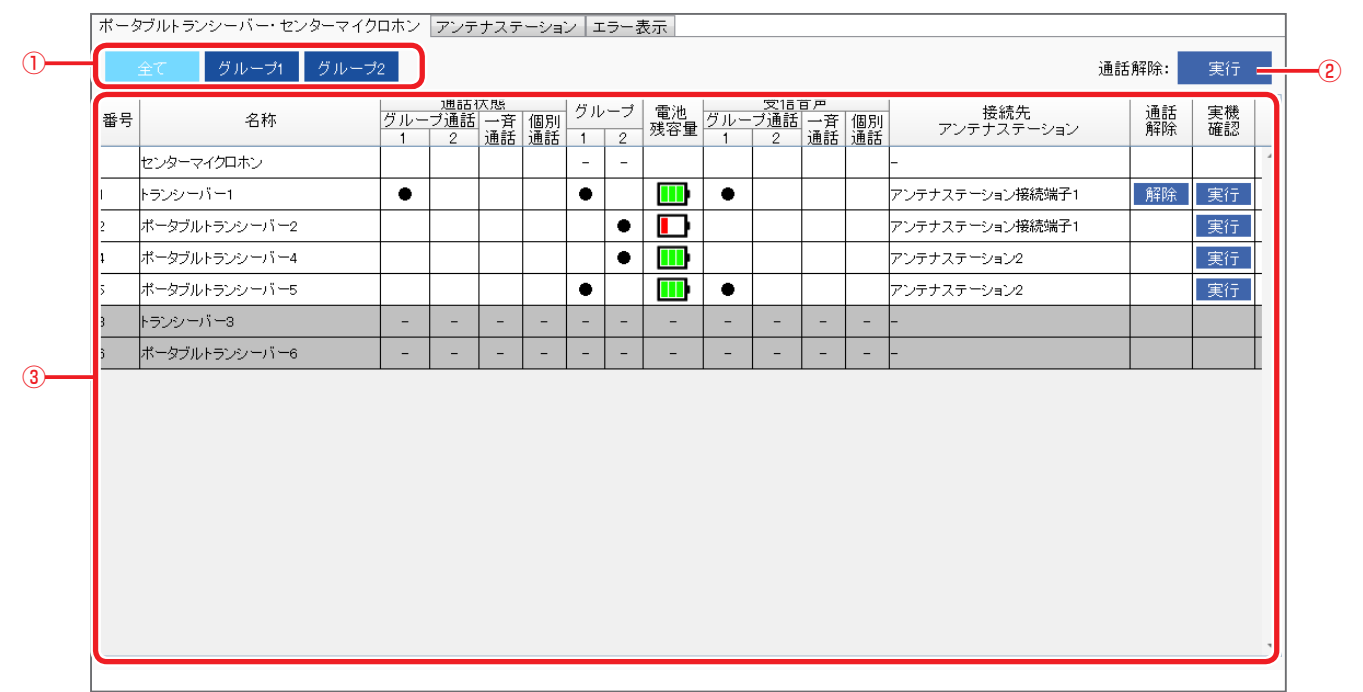 ポータブルトランシーバー・センターマイクロホン アンテナステーション エラー表示
① 全て グループ1 グループ2 通話解除: 実行 ②
番号 名称 通話状態 グループ 電池残容量 受信音声 接続先アンテナステーション 通話解除 実機確認
グループ通話 一斉通話 個別通話 グループ通話 一斉通話 個別通話
1 2 1 2 1 2
センターマイクロホン - - -
1 トランシーバー1 ● ● ● アンテナステーション接続端子1 解除 実行
2 ポータブルトランシーバー2 ● アンテナステーション接続端子1 実行
4 ポータブルトランシーバー4 ● アンテナステーション2 実行
5 ポータブルトランシーバー5 ● ● アンテナステーション2 実行
3 トランシーバー3 - - - - - - - - - - - -
6 ポータブルトランシーバー6 - - - - - - - - - - - -
③